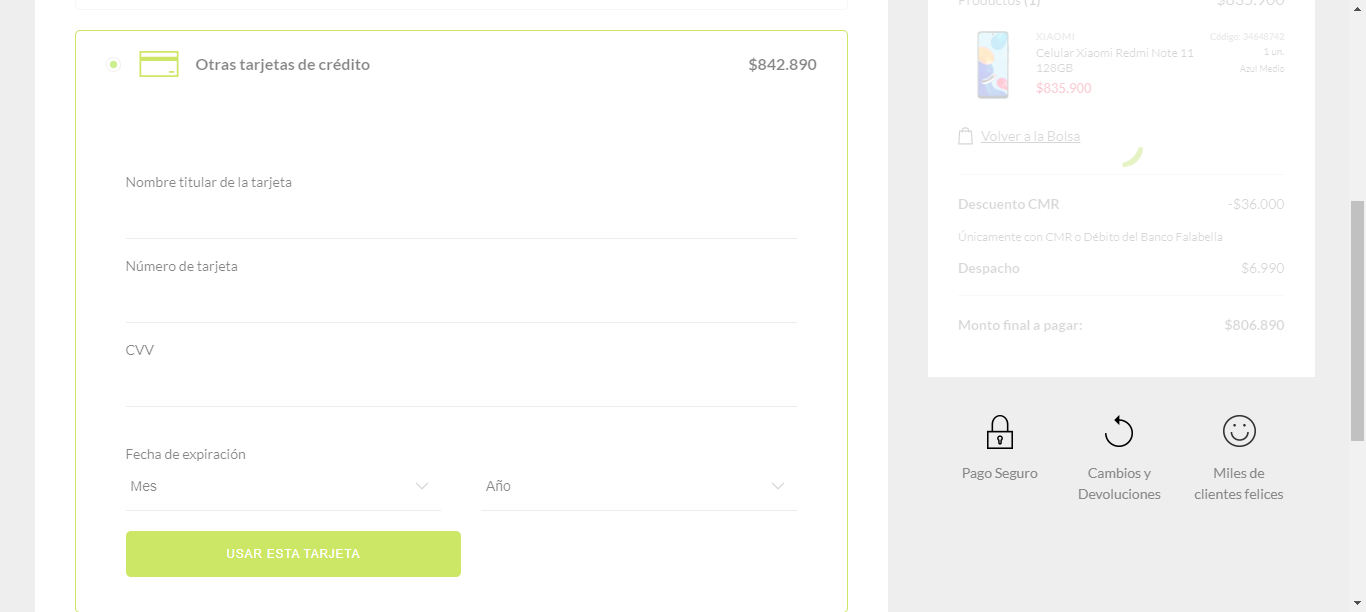 Otras tarjetas de crédito
$842.890
Nombre titular de la tarjeta
Número de tarjeta
CVV
Fecha de expiración
Mes
Año
USAR ESTA TARJETA
Productos (1)
$835.900
XIAOMI
Código: 34648742
Celular Xiaomi Redmi Note 11
1 un.
128GB
Azul Medio
$835.900
Volver a la Bolsa
Descuento CMR
-$36.000
Únicamente con CMR o Débito del Banco Falabella
Despacho
$6.990
Monto final a pagar:
$806.890
Pago Seguro
Cambios y
Devoluciones
Miles de
clientes felices